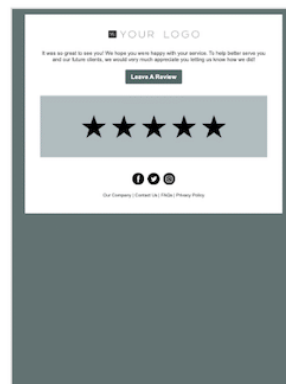 YOUR LOGO
It was so great to see you! We hope you were happy with your service. To help better serve you
and our future clients, we would very much appreciate you letting us know how we did!
Leave A Review
Our Company | Contact Us | FAQs | Privacy Policy